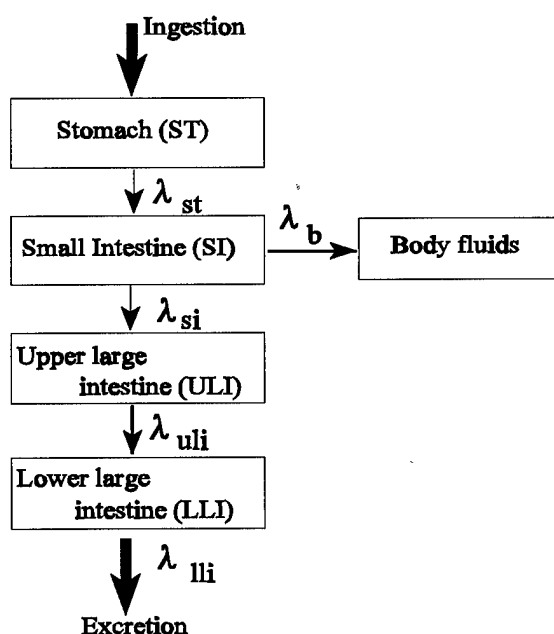 Ingestion
Stomach (ST)
λ st
Small Intestine (SI)
λ b
Body fluids
λ si
Upper large
intestine (ULI)
λ uli
Lower large
intestine (LLI)
λ lli
Excretion